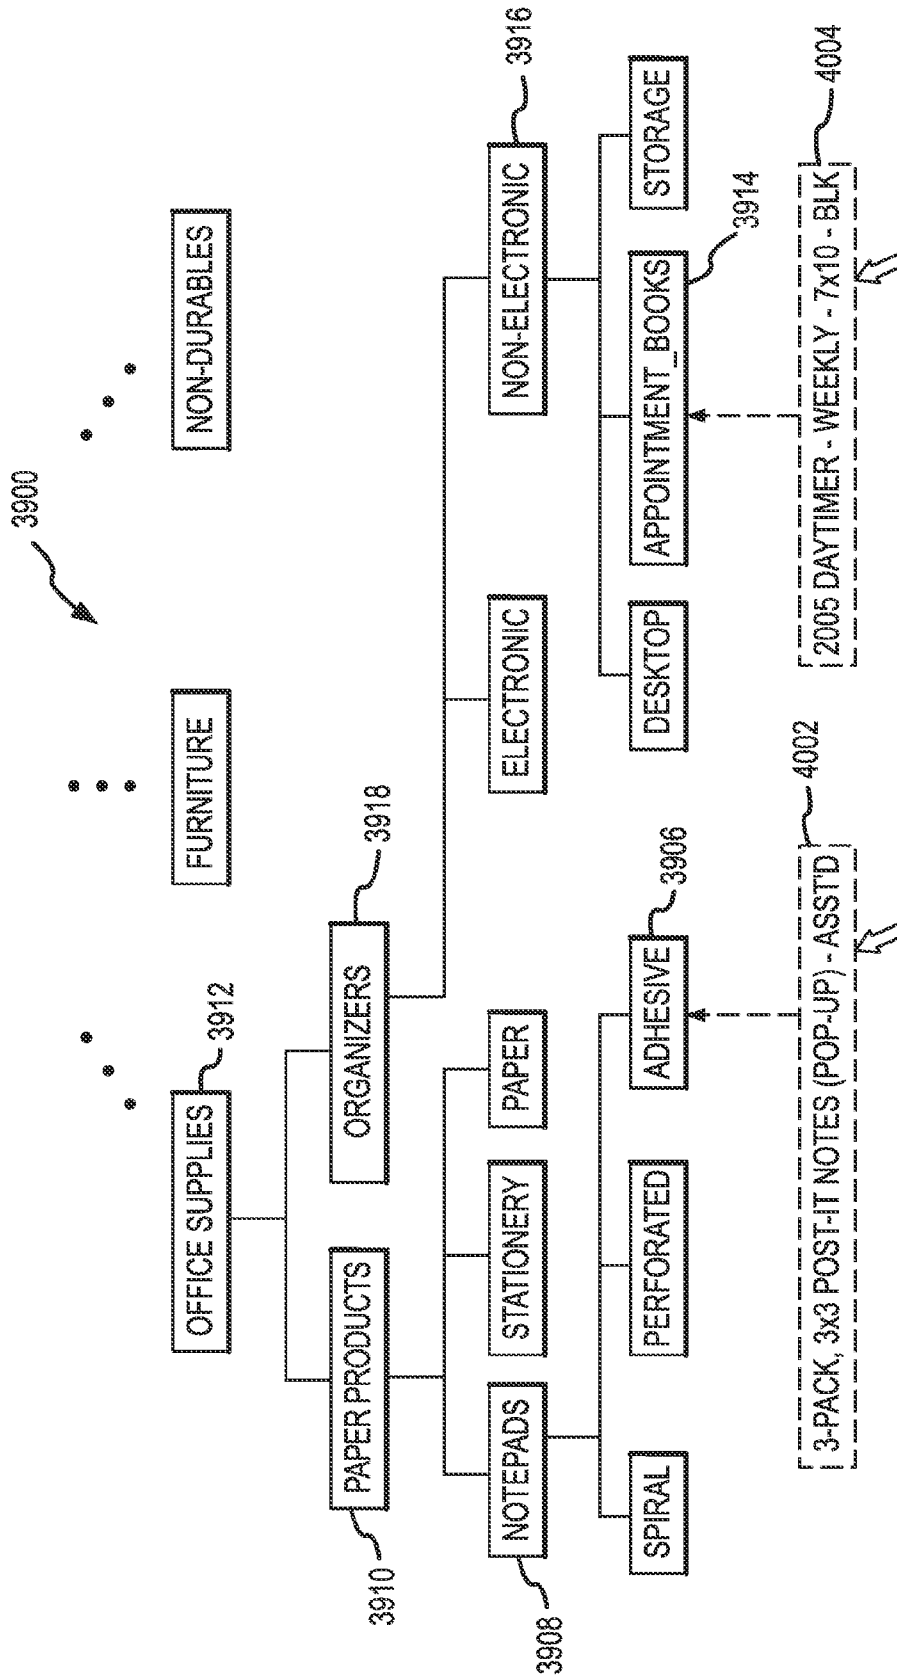 3900
OFFICE SUPPLIES
3912
FURNITURE
NON-DURABLES
3910
PAPER PRODUCTS
ORGANIZERS
3918
3908
NOTEPADS
STATIONERY
PAPER
ELECTRONIC
NON-ELECTRONIC
3916
SPIRAL
PERFORATED
ADHESIVE
3906
DESKTOP
APPOINTMENT_BOOKS
3914
STORAGE
3-PACK, 3x3 POST-IT NOTES (POP-UP) - ASST'D
4002
2005 DAYTIMER - WEEKLY - 7x10 - BLK
4004